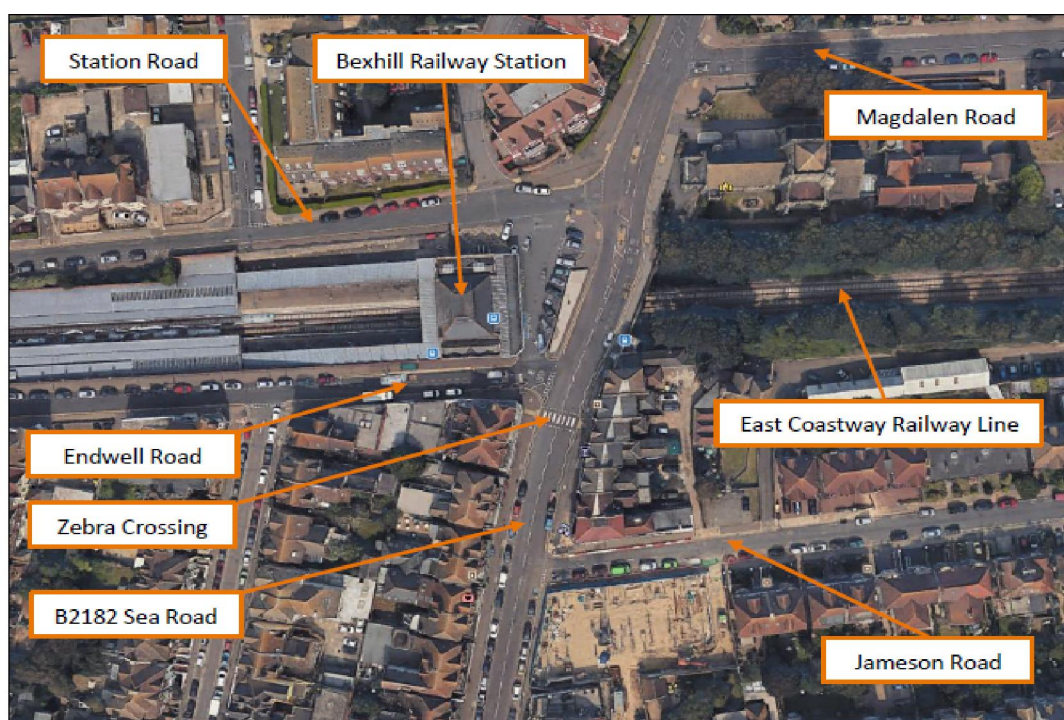 Station Road
Bexhill Railway Station
Magdalen Road
East Coastway Railway Line
Endwell Road
Zebra Crossing
B2182 Sea Road
Jameson Road